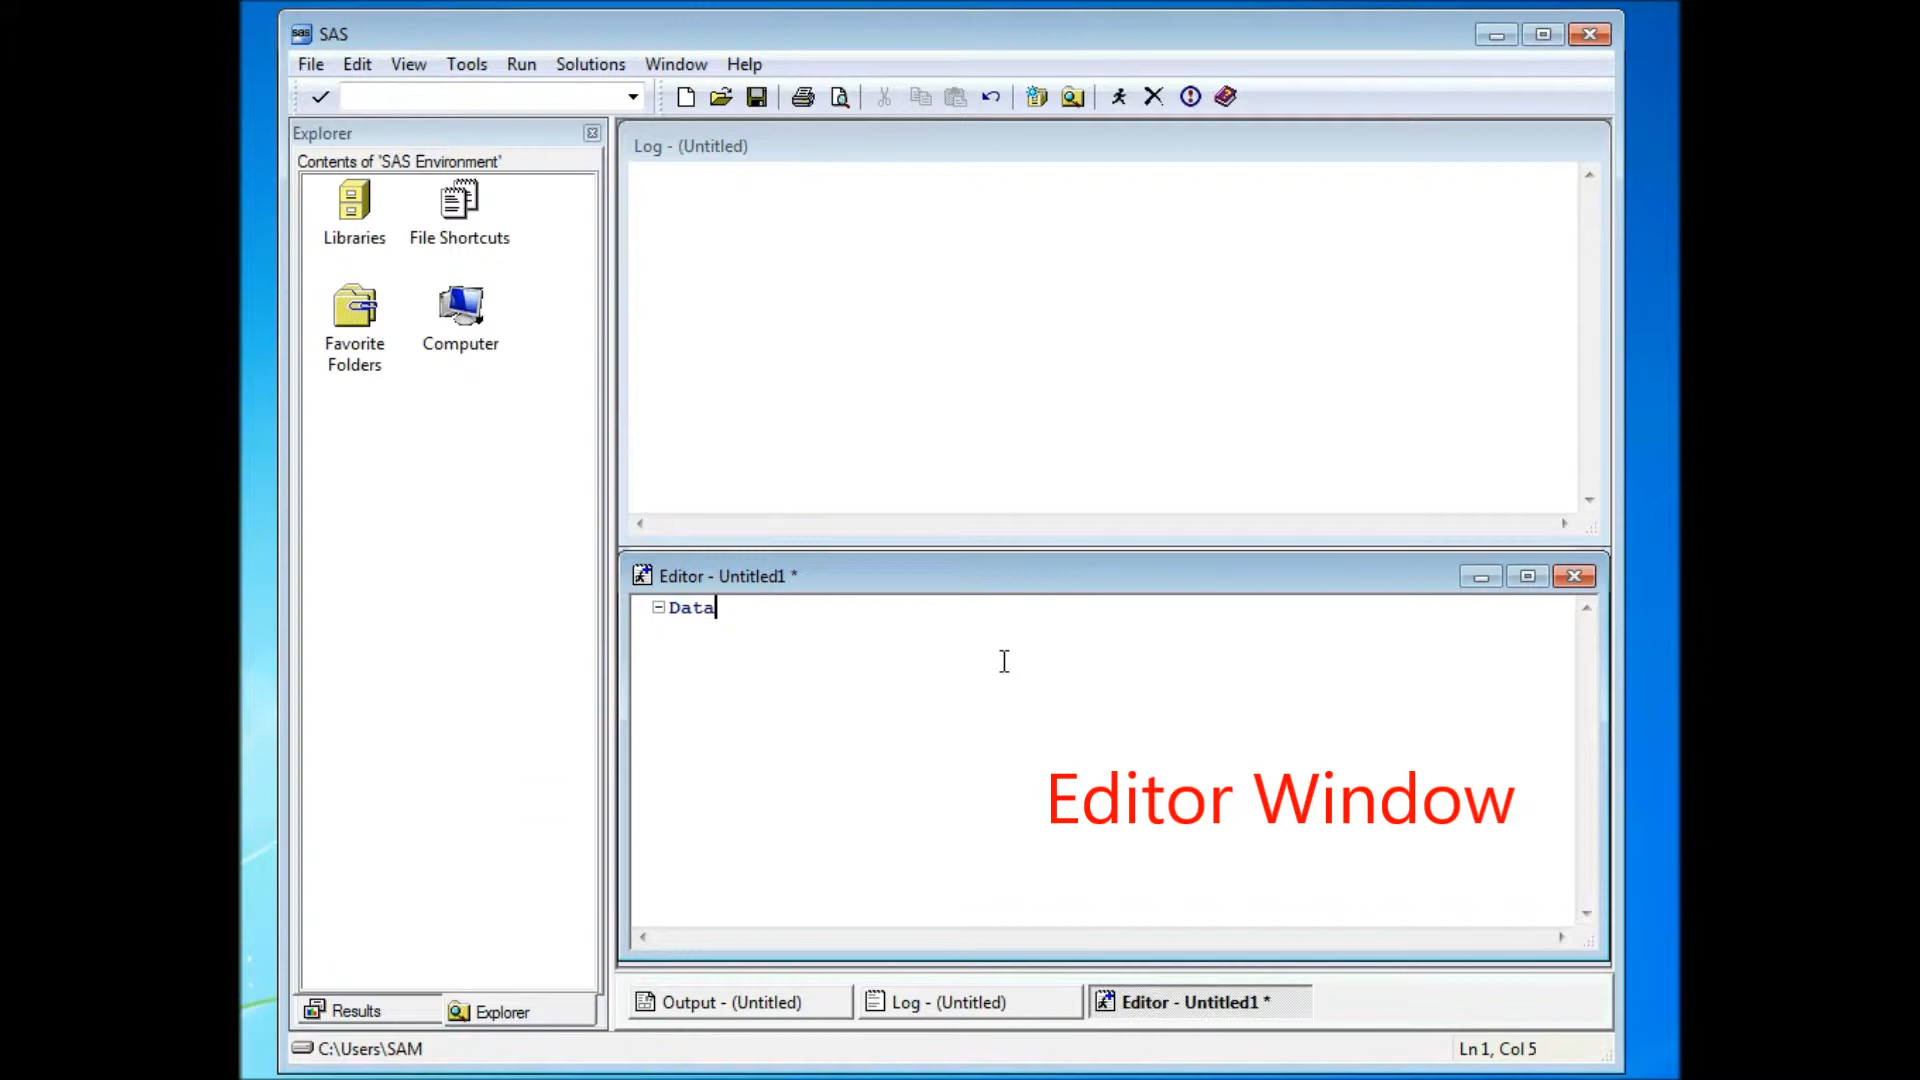 sas SAS
File Edit View Tools Run Solutions Window Help
Explorer
Contents of 'SAS Environment'
Libraries
File Shortcuts
Favorite
Folders
Computer
Log - (Untitled)
Editor - Untitled1 *
Data
Editor Window
Results
Explorer
Output - (Untitled)
Log - (Untitled)
Editor - Untitled1 *
C:\Users\SAM
Ln 1, Col 5